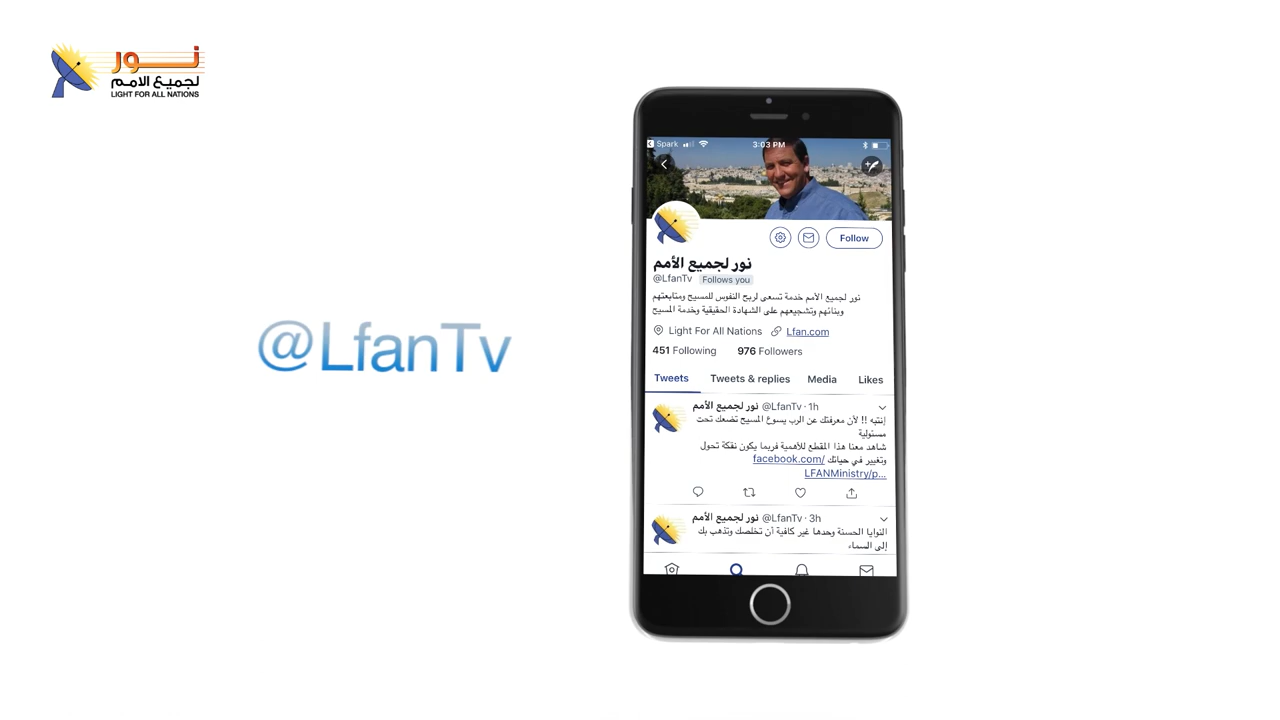 نور
لجميع الامم
LIGHT FOR ALL NATIONS
@LfanTv
Spark
3:03 PM
Follow
نور لجميع الأمم
@LfanTv Follows you
نور لجميع الأمم خدمة تسعى لربح النفوس للمسيح ومتابعتهم
وبنائهم وتشجيعهم على الشهادة الحقيقية وخدمة المسيح
Light For All Nations Lfan.com
451 Following 976 Followers
Tweets Tweets & replies Media Likes
نور لجميع الأمم @LfanTv · 1h
إنتبه !! لأن معرفتك عن الرب يسوع المسيح تضعك تحت
مسئولية
شاهد معنا هذا المقطع للأهمية فربما يكون نقكة تحول
وتغيير في حياتك facebook.com/
LFANMinistry/p...
نور لجميع الأمم @LfanTv · 3h
النوايا الحسنة وحدها غير كافية أن تخلصك وتذهب بك
إلى السماء